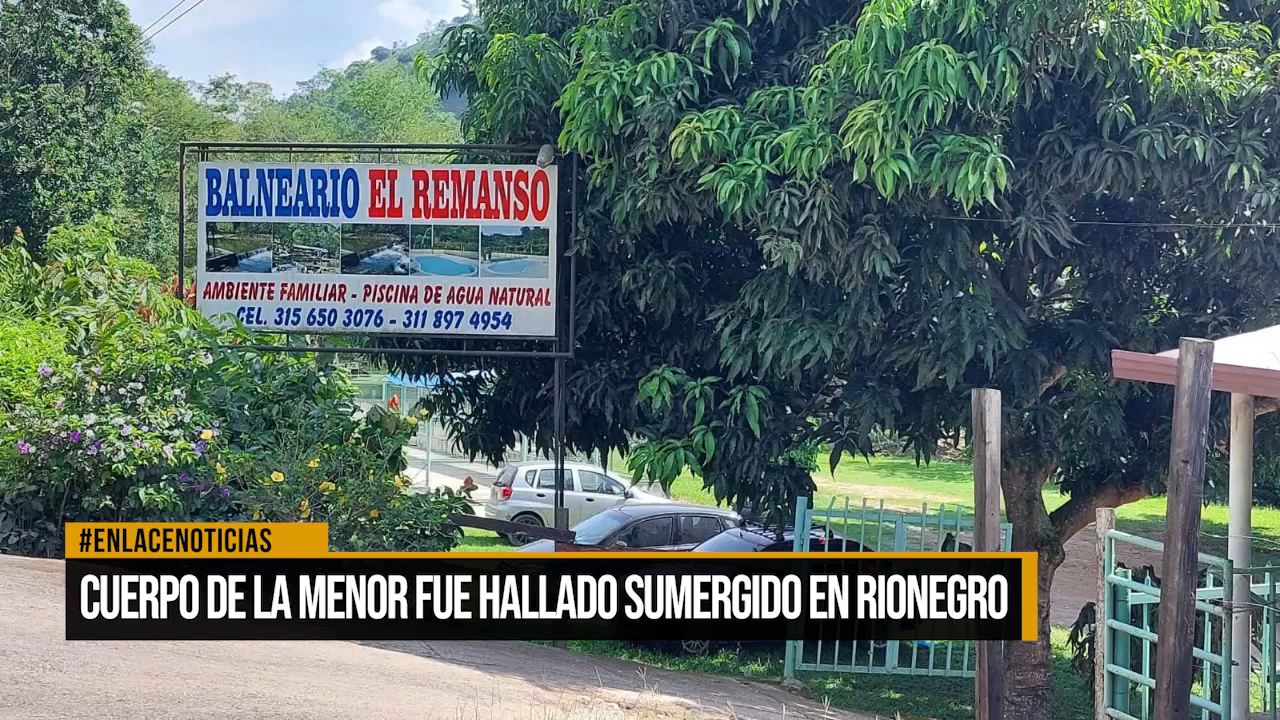 BALNEARIO EL REMANSO
AMBIENTE FAMILIAR - PISCINA DE AGUA NATURAL
CEL. 315 650 3076 - 311 897 4954
#ENLACENOTICIAS
CUERPO DE LA MENOR FUE HALLADO SUMERGIDO EN RIONEGRO